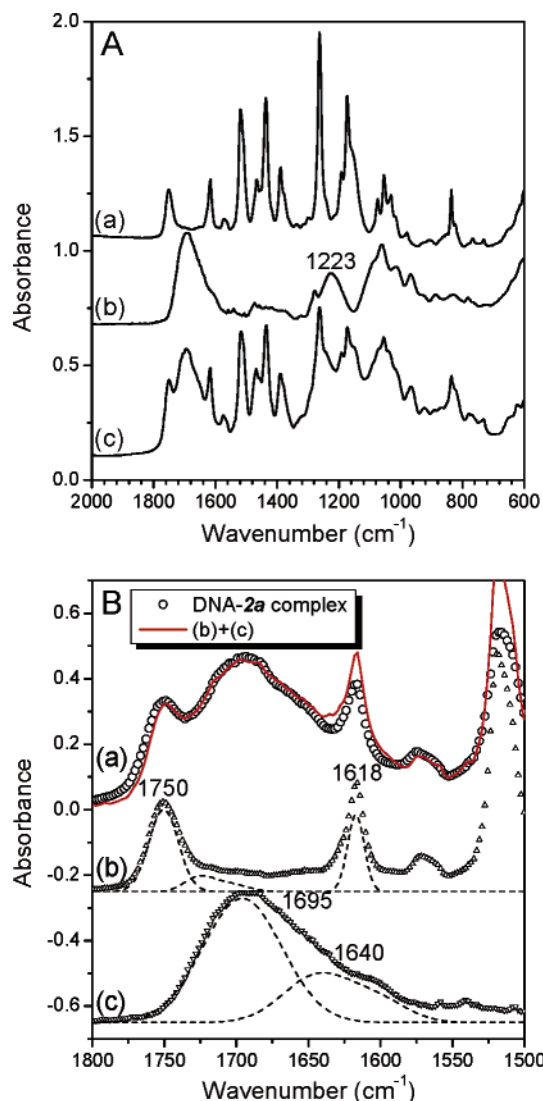 A
2.0
1.5
1.0
0.5
0.0
Absorbance
(a)
(b)
1223
(c)
2000 1800 1600 1400 1200 1000 800 600
Wavenumber (cm-1)
B
DNA-2a complex
(b)+(c)
0.6
0.4
0.2
0.0
-0.2
-0.4
-0.6
Absorbance
(a)
1750
1618
(b)
1695
1640
(c)
1800 1750 1700 1650 1600 1550 1500
Wavenumber (cm-1)